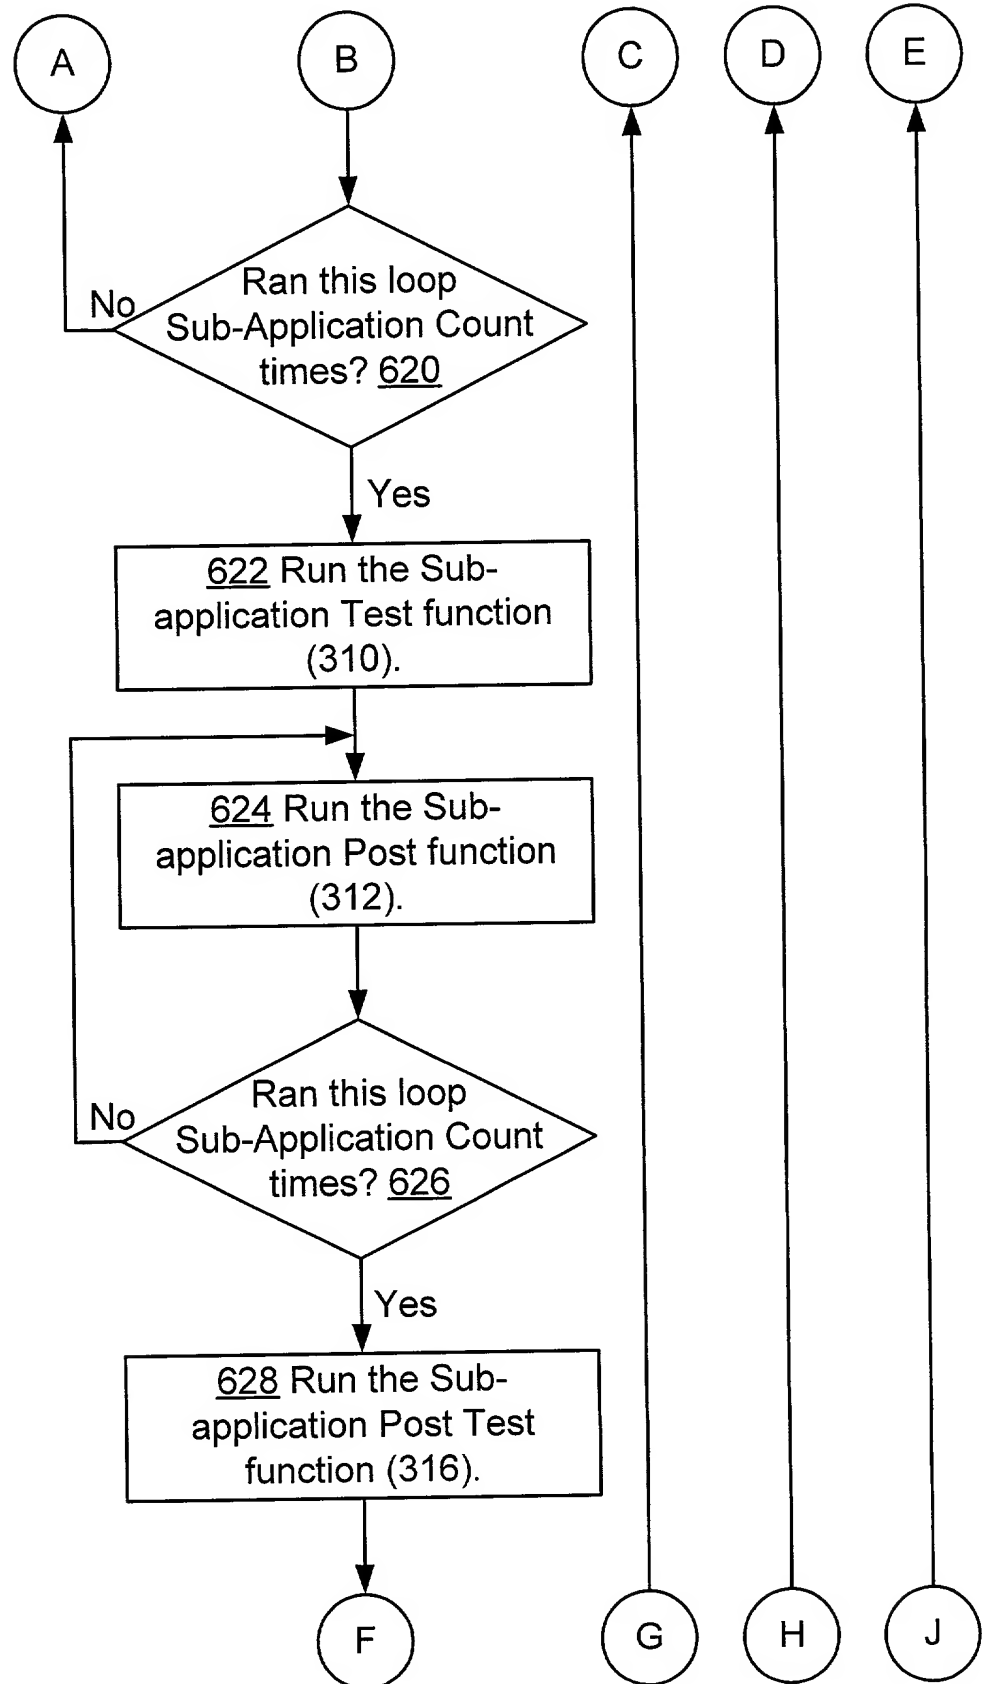 A
B
C
D
E
Ran this loop
Sub-Application Count
times? 620
No
Yes
622 Run the Sub-
application Test function
(310).
624 Run the Sub-
application Post function
(312).
Ran this loop
Sub-Application Count
times? 626
No
Yes
628 Run the Sub-
application Post Test
function (316).
F
G
H
J